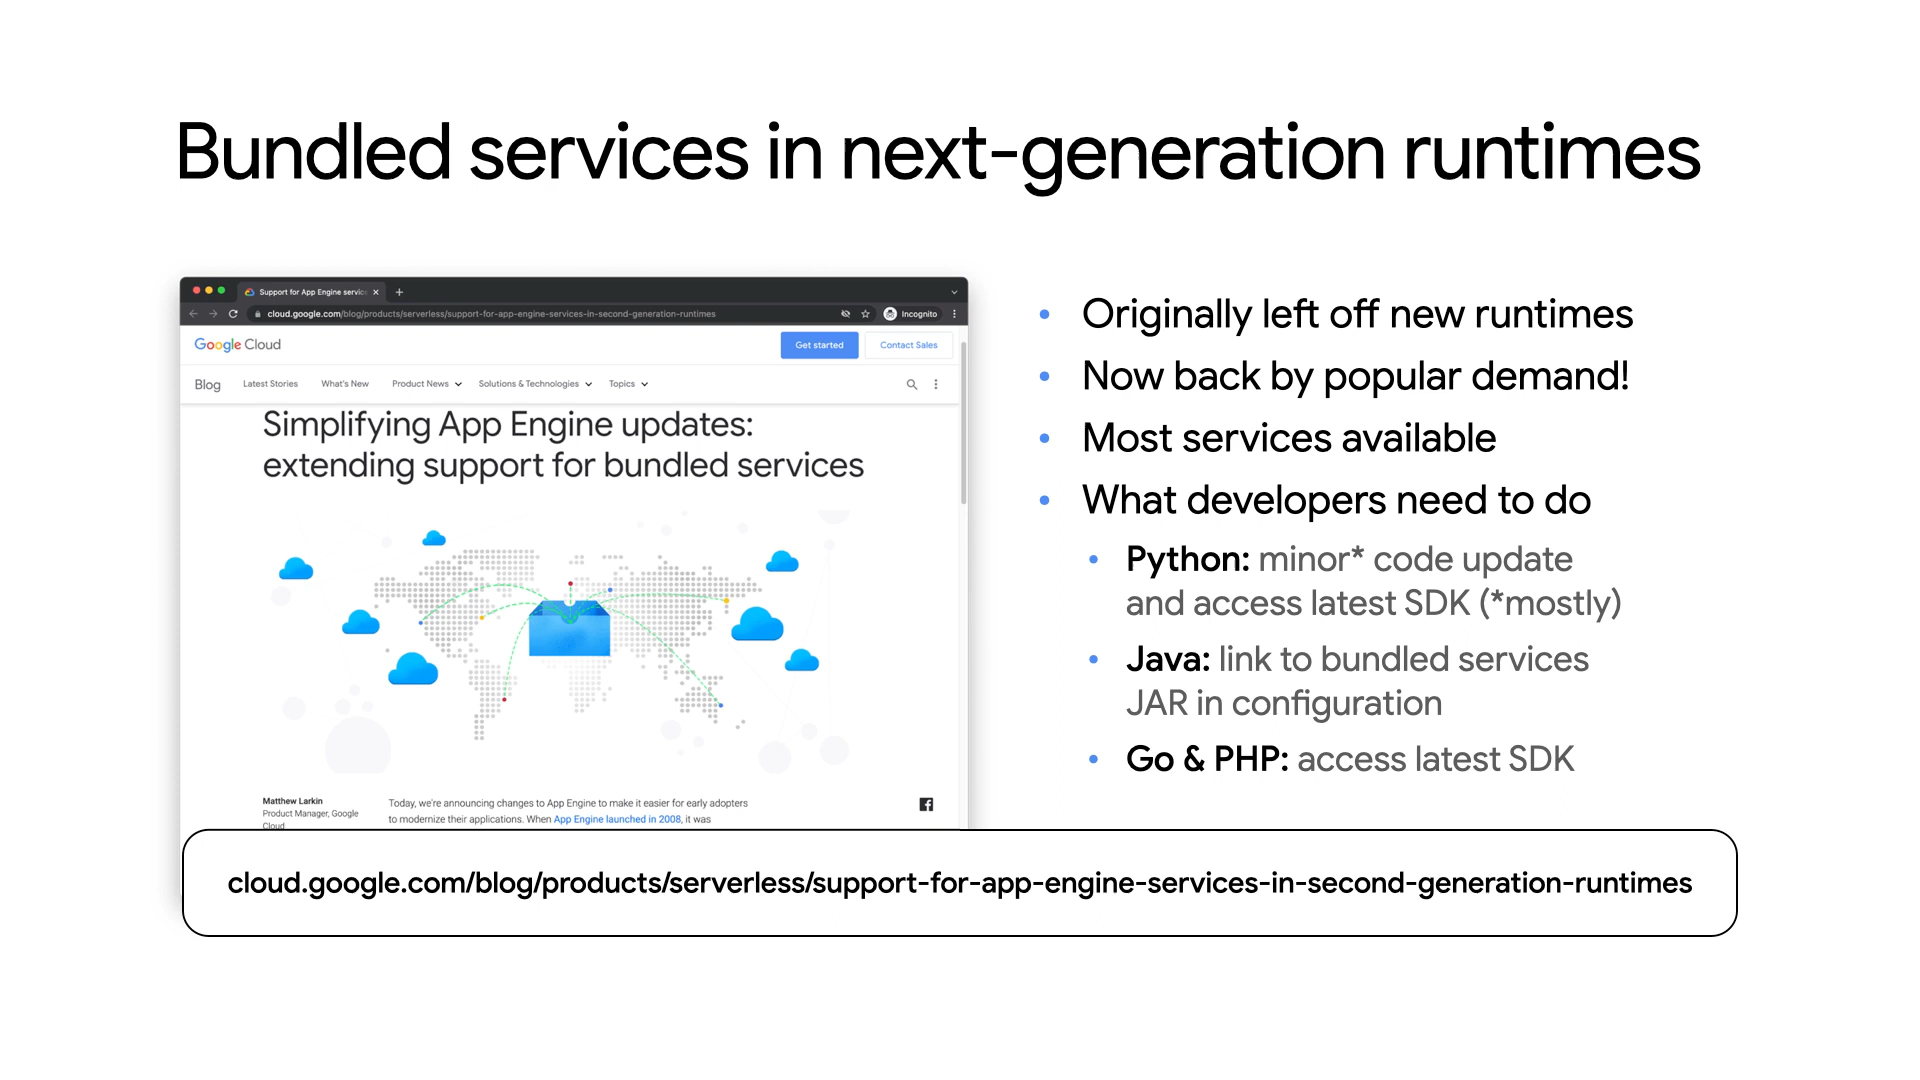 Bundled services in next-generation runtimes
Support for App Engine servic
cloud.google.com/blog/products/serverless/support-for-app-engine-services-in-second-generation-runtimes
Incognito
Google Cloud
Get started
Contact Sales
Blog
Latest Stories
What's New
Product News
Solutions & Technologies
Topics
Simplifying App Engine updates:
extending support for bundled services
Matthew Larkin
Product Manager, Google
Cloud
Today, we're announcing changes to App Engine to make it easier for early adopters
to modernize their applications. When App Engine launched in 2008, it was
• Originally left off new runtimes
• Now back by popular demand!
• Most services available
• What developers need to do
• Python: minor* code update
and access latest SDK (*mostly)
• Java: link to bundled services
JAR in configuration
• Go & PHP: access latest SDK
cloud.google.com/blog/products/serverless/support-for-app-engine-services-in-second-generation-runtimes